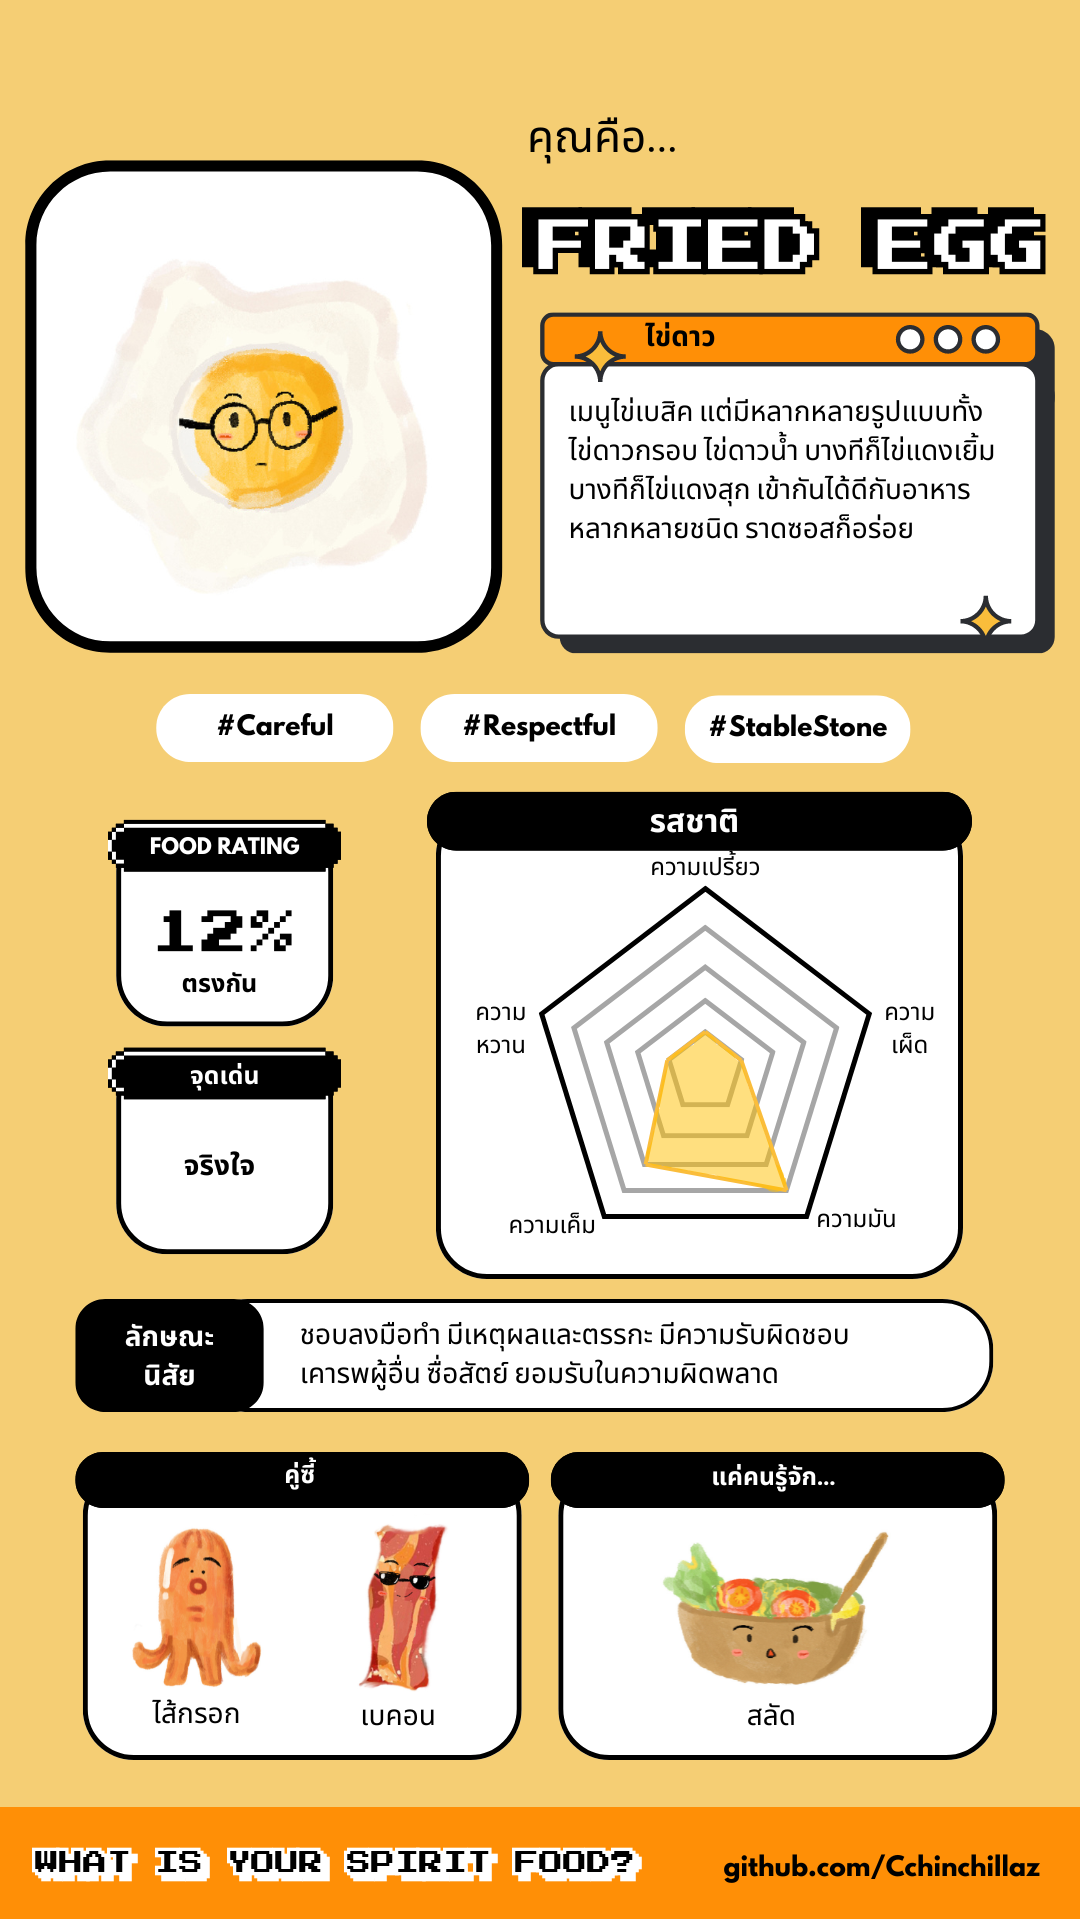 คุณคือ...
FRIED EGG
ไข่ดาว
เมนูไข่เบสิค แต่มีหลากหลายรูปแบบทั้ง
ไข่ดาวกรอบ ไข่ดาวน้ำ บางทีก็ไข่แดงเยิ้ม
บางทีก็ไข่แดงสุก เข้ากันได้ดีกับอาหาร
หลากหลายชนิด ราดซอสก็อร่อย
#Careful
#Respectful
#StableStone
FOOD RATING
12%
ตรงกัน
จุดเด่น
จริงใจ
รสชาติ
ความเปรี้ยว
ความ
หวาน
ความ
เผ็ด
ความเค็ม
ความมัน
ลักษณะ
นิสัย
ชอบลงมือทำ มีเหตุผลและตรรกะ มีความรับผิดชอบ
เคารพผู้อื่น ซื่อสัตย์ ยอมรับในความผิดพลาด
คู่ซี้
ไส้กรอก
เบคอน
แค่คนรู้จัก...
สลัด
WHAT IS YOUR SPIRIT FOOD?
github.com/Cchinchillaz